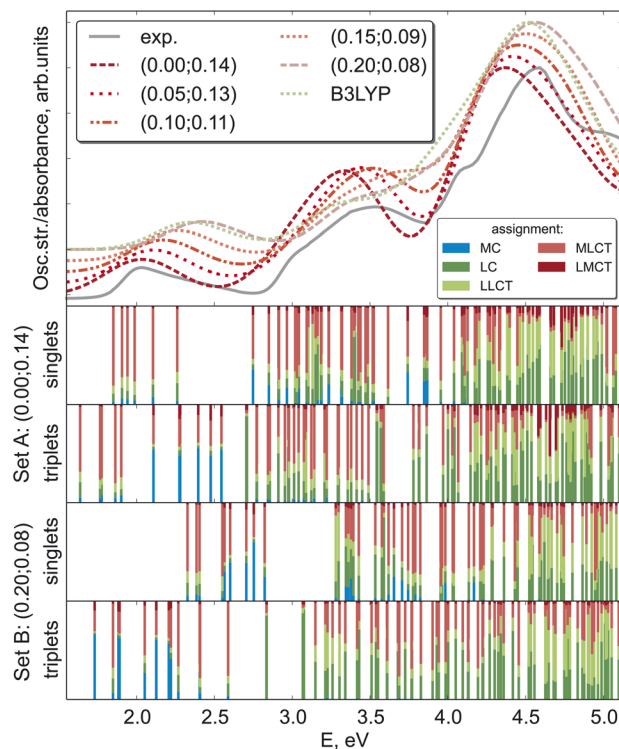 Osc.str./absorbance, arb.units
exp.
(0.00;0.14)
(0.05;0.13)
(0.10;0.11)
(0.15;0.09)
(0.20;0.08)
B3LYP
assignment:
MC
LC
LLCT
MLCT
LMCT
Set A: (0.00;0.14)
singlets
triplets
Set B: (0.20;0.08)
singlets
triplets
2.0 2.5 3.0 3.5 4.0 4.5 5.0
E, eV